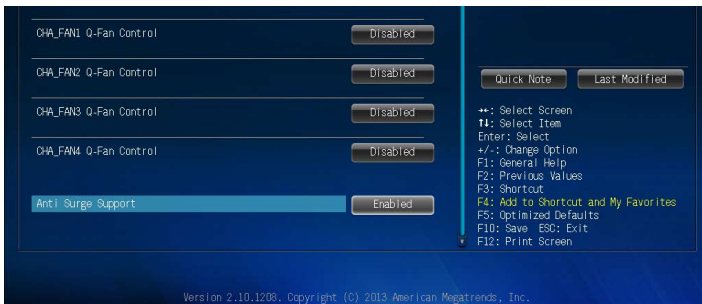 CHA_FAN1 Q-Fan Control Disabled
CHA_FAN2 Q-Fan Control Disabled
CHA_FAN3 Q-Fan Control Disabled
CHA_FAN4 Q-Fan Control Disabled
Anti Surge Support Enabled
Quick Note Last Modified
→←: Select Screen
↑↓: Select Item
Enter: Select
+/-: Change Option
F1: General Help
F2: Previous Values
F3: Shortcut
F4: Add to Shortcut and My Favorites
F5: Optimized Defaults
F10: Save ESC: Exit
F12: Print Screen
Version 2.10.1208. Copyright (C) 2013 American Megatrends, Inc.